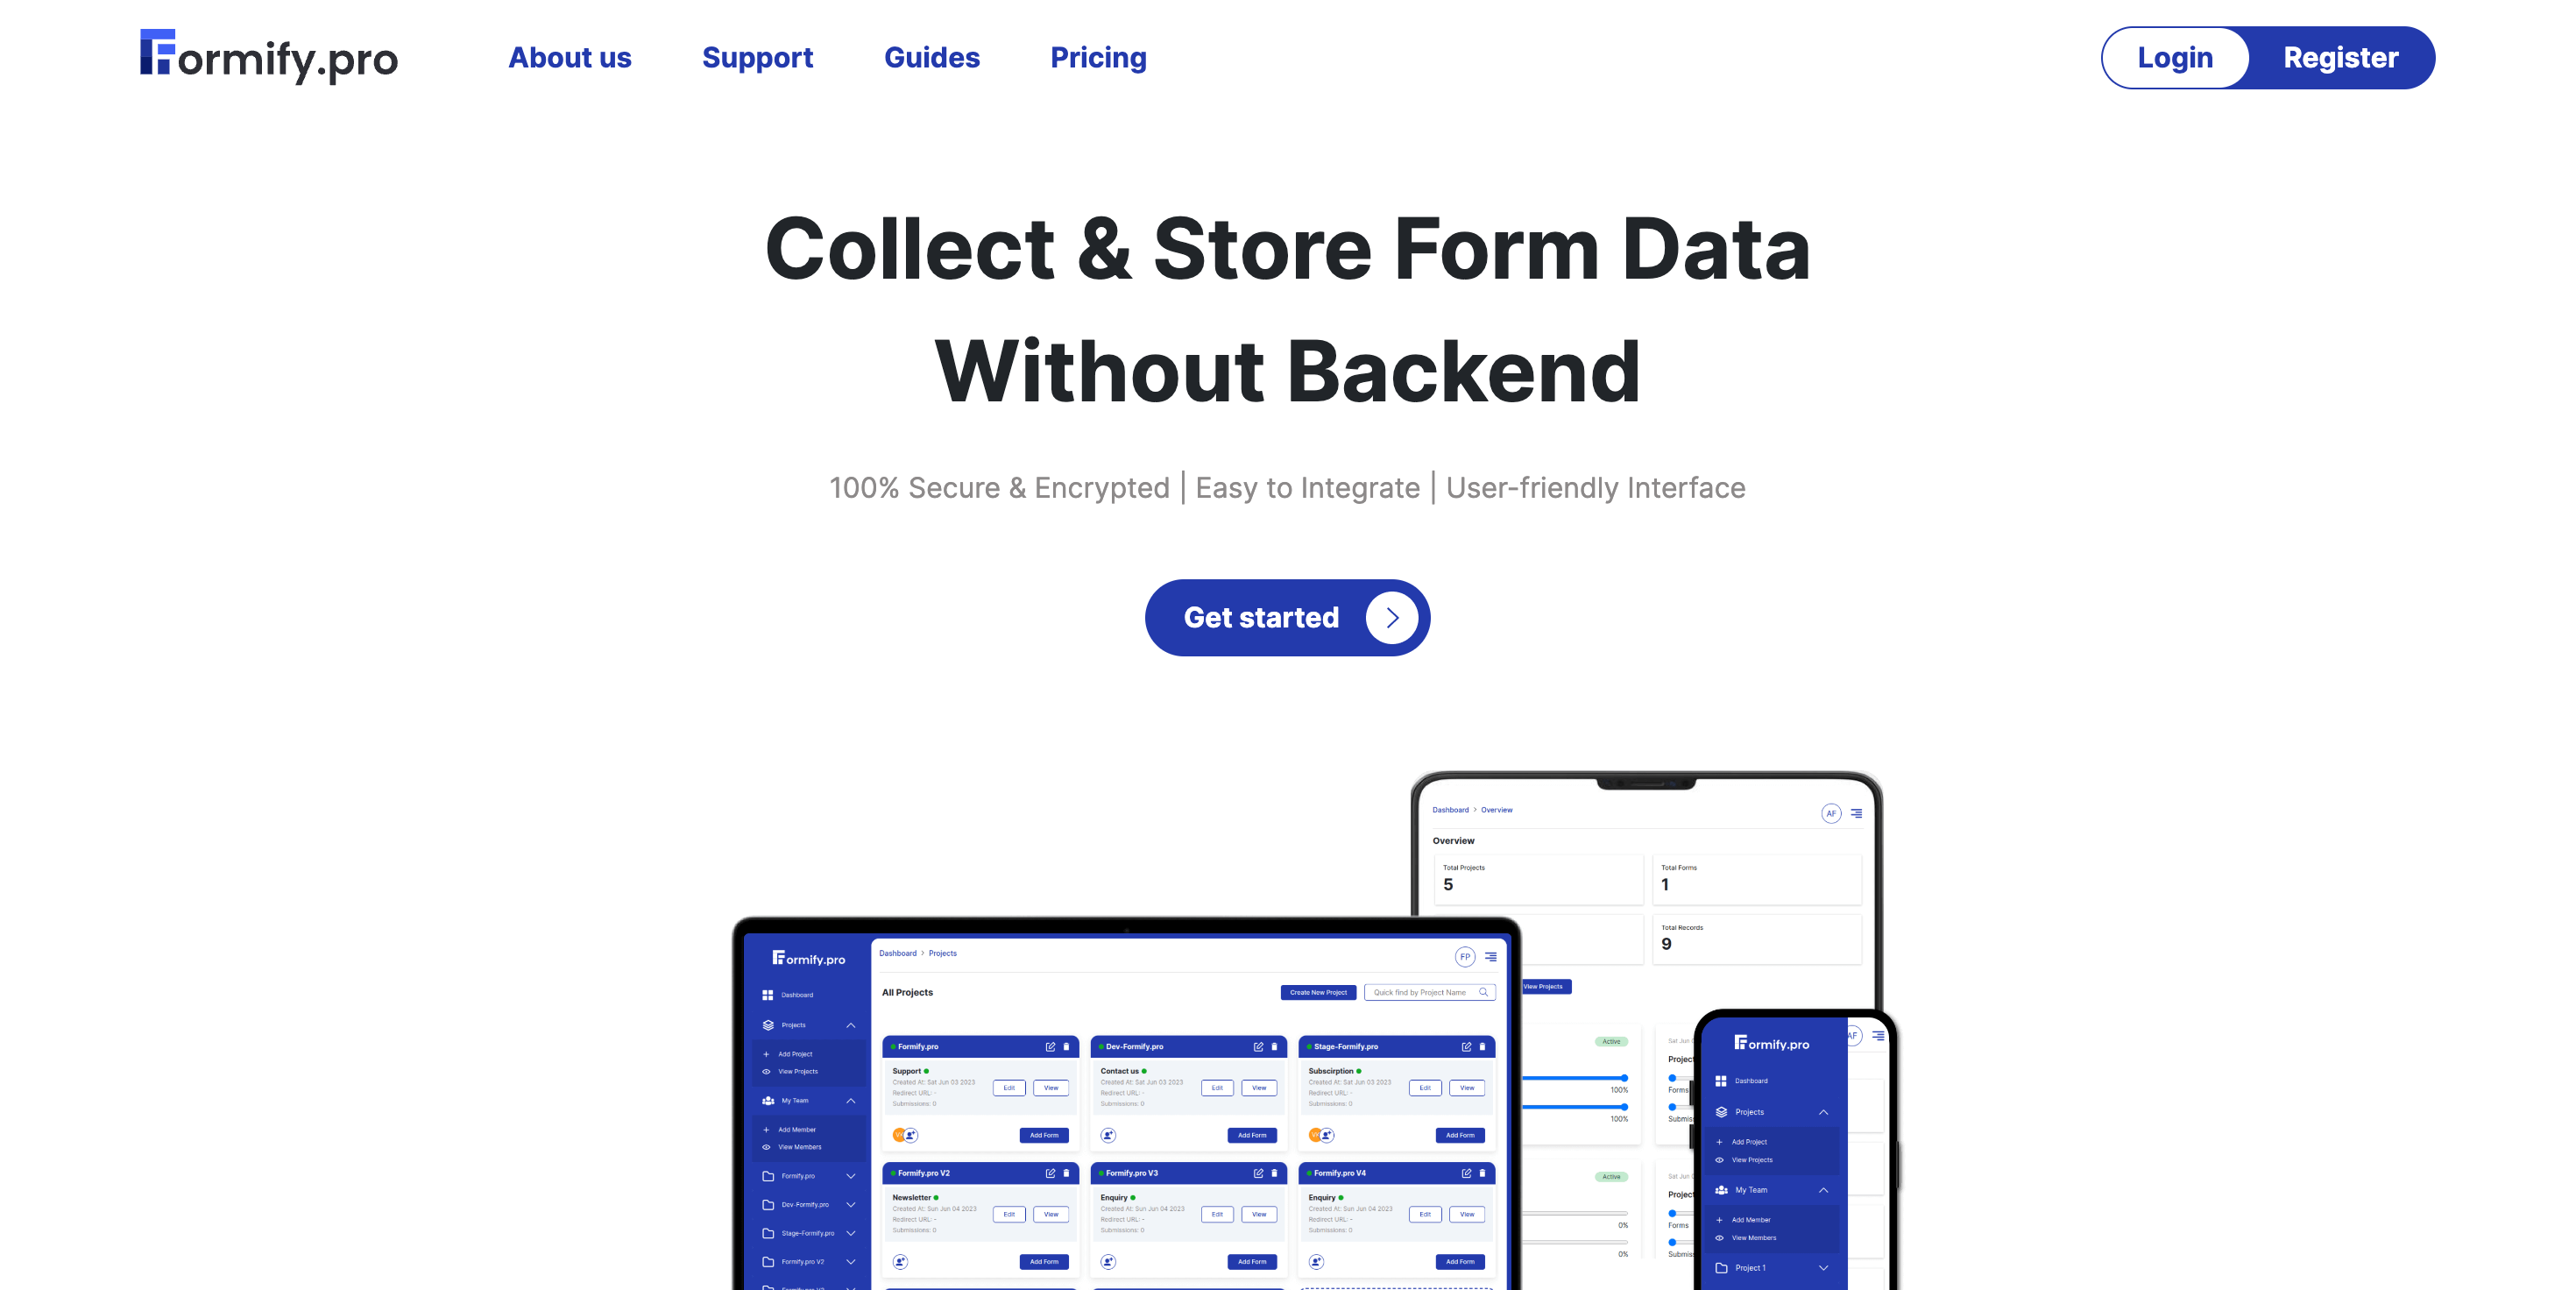 Formify.pro
About us
Support
Guides
Pricing
Login
Register
Collect & Store Form Data
Without Backend
100% Secure & Encrypted | Easy to Integrate | User-friendly Interface
Get started
Dashboard > Overview
AF
Overview
Total Projects
5
Total Forms
1
Total Records
9
View Projects
Active
100%
100%
Active
0%
0%
Sat Jun
Forms
Sat Jun
Forms
Formify.pro
Dashboard > Projects
FP
Dashboard
Projects
Add Project
View Projects
My Team
Add Member
View Members
Formify.pro
Dev-Formify.pro
Stage-Formify.pro
Formify.pro V2
All Projects
Create New Project
Quick find by Project Name
Formify.pro
Support
Created At: Sat Jun 03 2023
Redirect URL: -
Submissions: 0
Edit
View
Add Form
Dev-Formify.pro
Contact us
Created At: Sat Jun 03 2023
Redirect URL: -
Submissions: 0
Edit
View
Add Form
Stage-Formify.pro
Subscirption
Created At: Sat Jun 03 2023
Redirect URL: -
Submissions: 0
Edit
View
Add Form
Formify.pro V2
Newsletter
Created At: Sun Jun 04 2023
Redirect URL: -
Submissions: 0
Edit
View
Add Form
Formify.pro V3
Enquiry
Created At: Sun Jun 04 2023
Redirect URL: -
Submissions: 0
Edit
View
Add Form
Formify.pro V4
Enquiry
Created At: Sun Jun 04 2023
Redirect URL: -
Submissions: 0
Edit
View
Add Form
Formify.pro
AF
Dashboard
Projects
Add Project
View Projects
My Team
Add Member
View Members
Project 1